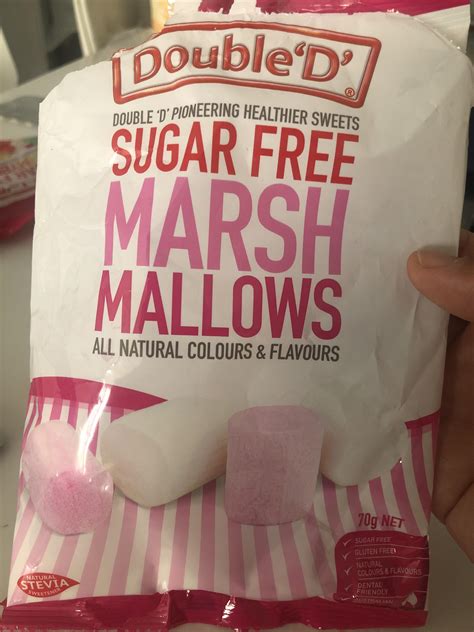 Double'D'
®
DOUBLE 'D' PIONEERING HEALTHIER SWEETS
SUGAR FREE
MARSH
MALLOWS
ALL NATURAL COLOURS & FLAVOURS
70g NET
SUGAR FREE
GLUTEN FREE
NATURAL
COLOURS & FLAVOURS
DENTAL
FRIENDLY
NATURAL
STEVIA
SWEETENER